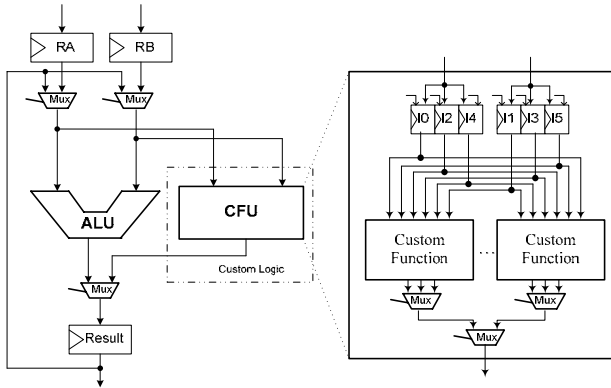 RA
RB
Mux
Mux
I0
I2
I4
I1
I3
I5
ALU
CFU
Custom Logic
Custom
Function
...
Custom
Function
Mux
Mux
Mux
Mux
Result